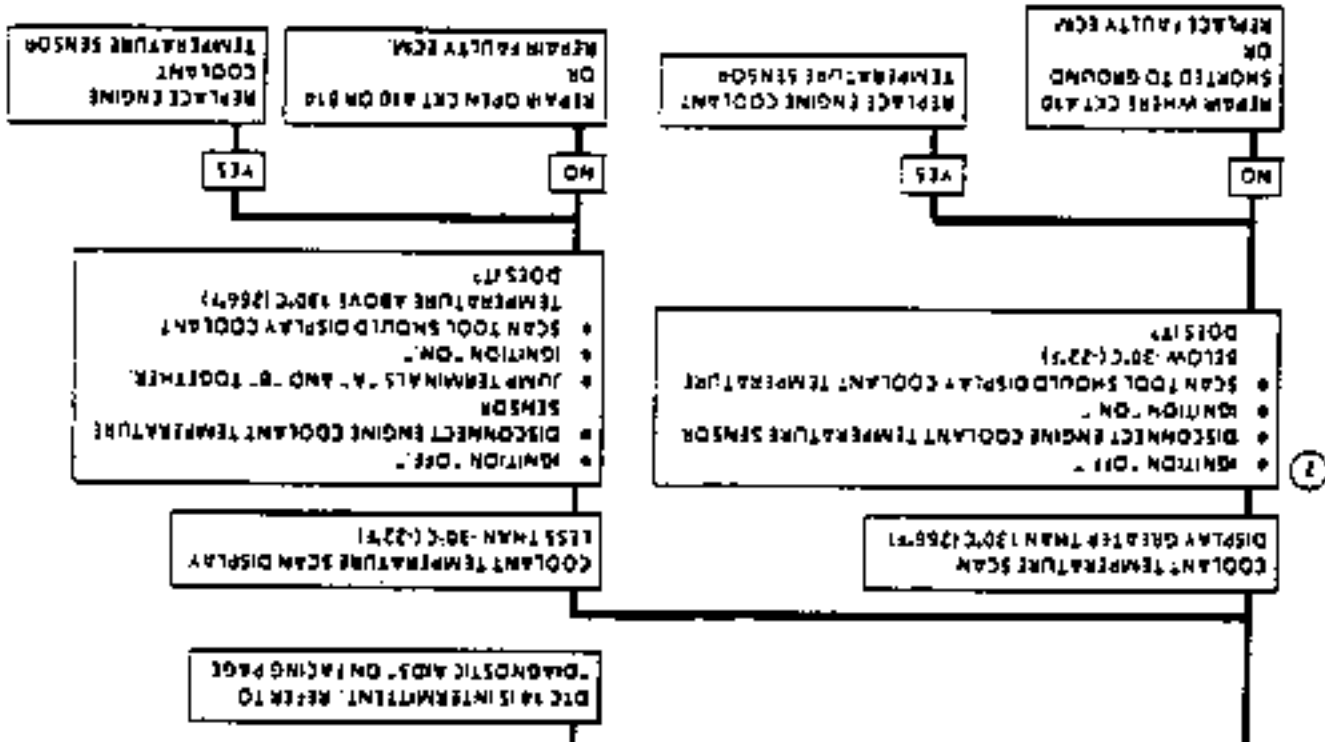 DTC 14 IS INTERMITTENT. REFER TO
"DIAGNOSTIC AIDS" ON FACING PAGE
COOLANT TEMPERATURE SCAN
DISPLAY GREATER THAN 130°C (266°F)
COOLANT TEMPERATURE SCAN DISPLAY
LESS THAN -30°C (-22°F)
2
• IGNITION "OFF."
• DISCONNECT ENGINE COOLANT TEMPERATURE SENSOR
• IGNITION "ON."
• SCAN TOOL SHOULD DISPLAY COOLANT TEMPERATURE
BELOW -30°C (-22°F)
DOES IT?
• IGNITION "OFF."
• DISCONNECT ENGINE COOLANT TEMPERATURE
SENSOR
• JUMP TERMINALS "A" AND "B" TOGETHER.
• IGNITION "ON."
• SCAN TOOL SHOULD DISPLAY COOLANT
TEMPERATURE ABOVE 130°C (266°F)
DOES IT?
NO
YES
NO
YES
REPAIR WHERE CKT 410
SHORTED TO GROUND
OR
REPLACE FAULTY ECM
REPLACE ENGINE COOLANT
TEMPERATURE SENSOR
REPAIR OPEN CKT 410 OR 814
OR
REPAIR FAULTY ECM.
REPLACE ENGINE
COOLANT
TEMPERATURE SENSOR